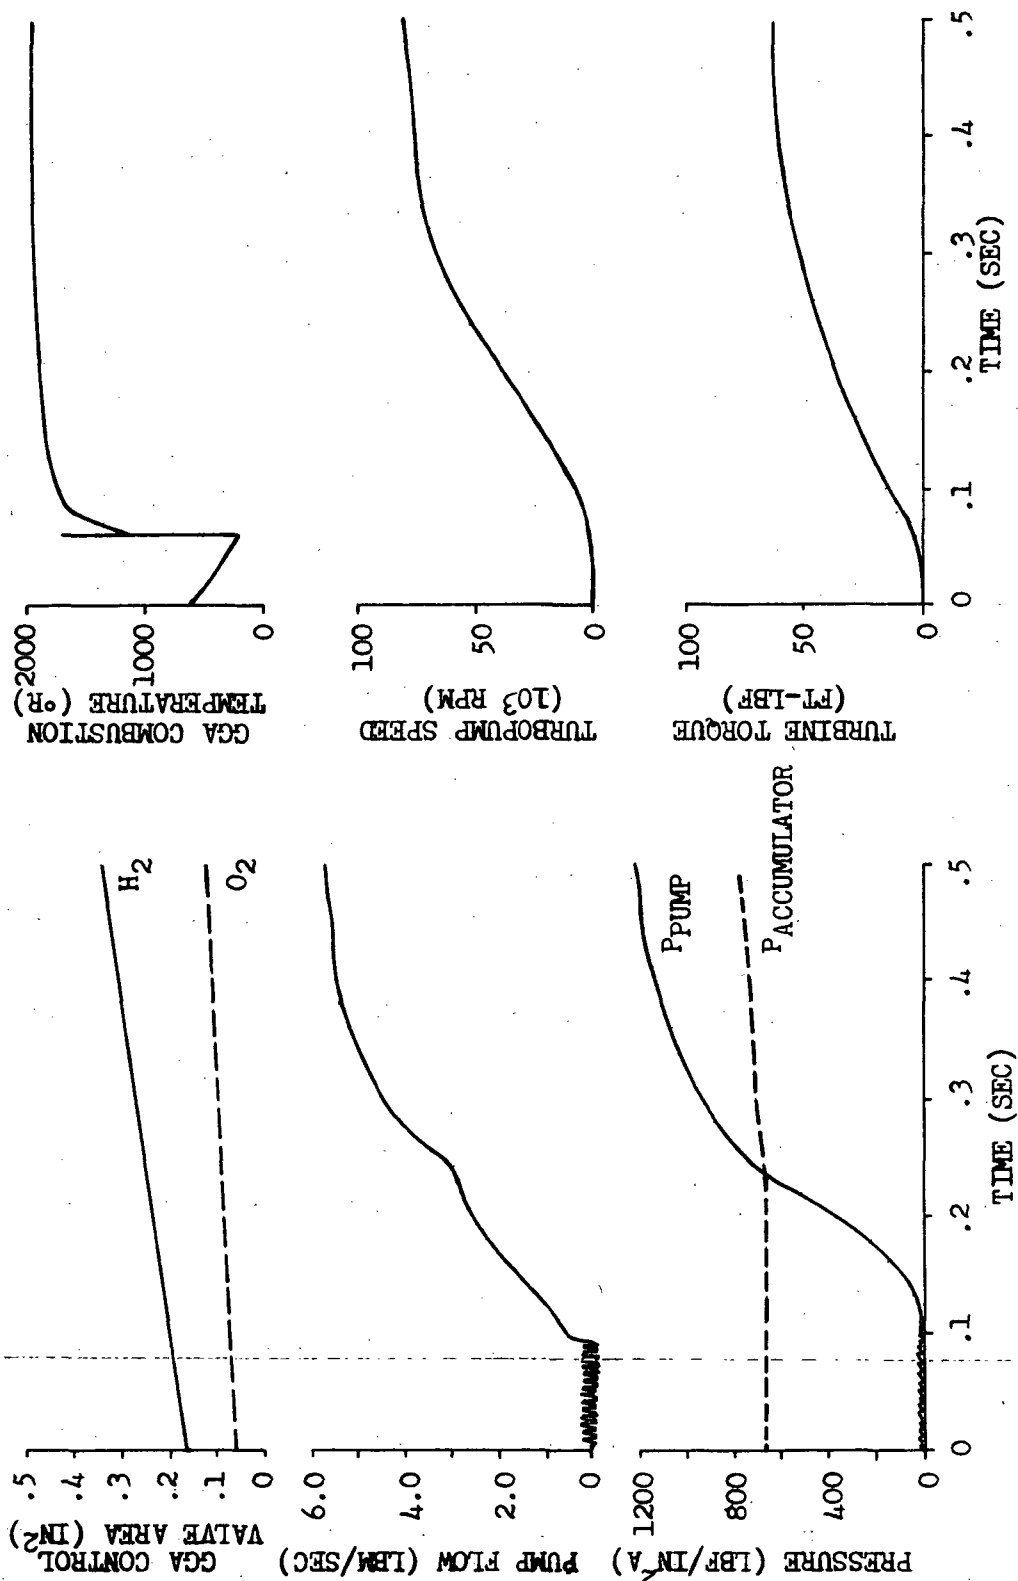 GGA COMBUSTION
TEMPERATURE (°R)
2000
1000
0
TURBOPUMP SPEED
(10³ RPM)
100
50
0
TURBINE TORQUE
(FT-LBF)
100
50
0
0
.1
.2
.3
.4
.5
TIME (SEC)
GGA CONTROL
VALVE AREA (IN²)
.5
.4
.3
.2
.1
0
H₂
O₂
PUMP FLOW (LBM/SEC)
6.0
4.0
2.0
0
PRESSURE (LBF/IN²A)
1200
800
400
0
P_PUMP
P_ACCUMULATOR
0
.1
.2
.3
.4
.5
TIME (SEC)